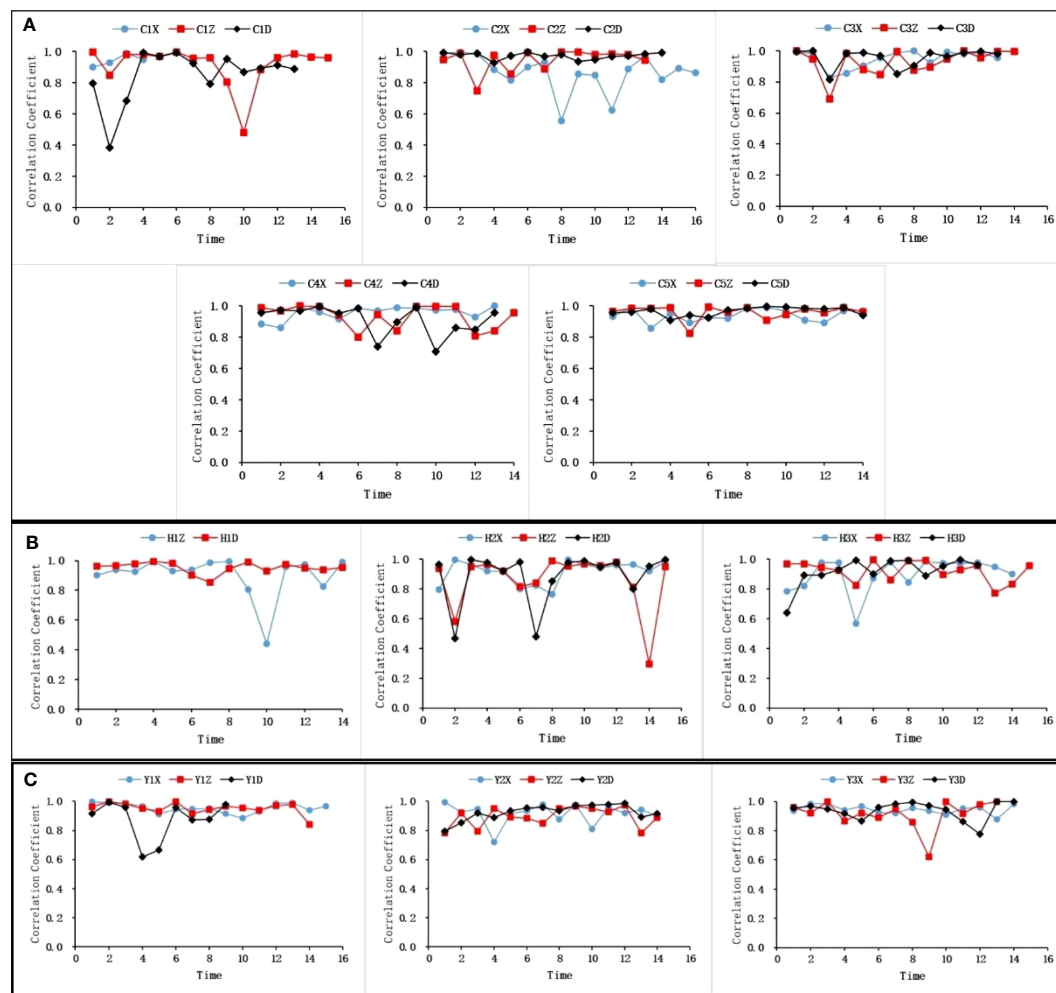 A
C1X C1Z C1D
Correlation Coefficient
1.0
0.8
0.6
0.4
0.2
0.0
0 2 4 6 8 10 12 14 16
Time
C2X C2Z C2D
Correlation Coefficient
1.0
0.8
0.6
0.4
0.2
0.0
0 2 4 6 8 10 12 14 16
Time
C3X C3Z C3D
Correlation Coefficient
1.0
0.8
0.6
0.4
0.2
0.0
0 2 4 6 8 10 12 14 16
Time
C4X C4Z C4D
Correlation Coefficient
1.0
0.8
0.6
0.4
0.2
0.0
0 2 4 6 8 10 12 14
Time
C5X C5Z C5D
Correlation Coefficient
1.0
0.8
0.6
0.4
0.2
0.0
0 2 4 6 8 10 12 14
Time
B
H1Z H1D
Correlation Coefficient
1.0
0.8
0.6
0.4
0.2
0.0
0 2 4 6 8 10 12 14
Time
H2X H2Z H2D
Correlation Coefficient
1.0
0.8
0.6
0.4
0.2
0.0
0 2 4 6 8 10 12 14 16
Time
H3X H3Z H3D
Correlation Coefficient
1.0
0.8
0.6
0.4
0.2
0.0
0 2 4 6 8 10 12 14 16
Time
C
Y1X Y1Z Y1D
Correlation Coefficient
1.0
0.8
0.6
0.4
0.2
0.0
0 2 4 6 8 10 12 14 16
Time
Y2X Y2Z Y2D
Correlation Coefficient
1.0
0.8
0.6
0.4
0.2
0.0
0 2 4 6 8 10 12 14 16
Time
Y3X Y3Z Y3D
Correlation Coefficient
1.0
0.8
0.6
0.4
0.2
0.0
0 2 4 6 8 10 12 14 16
Time